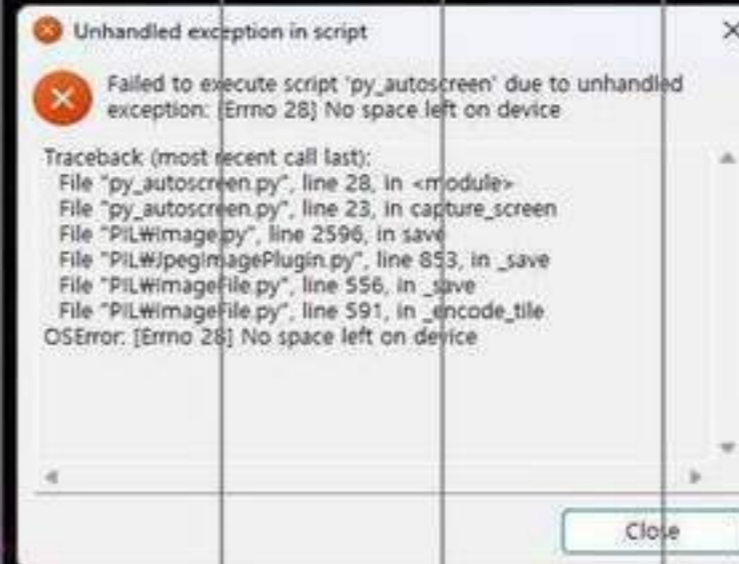 Unhandled exception in script
Failed to execute script 'py_autoscreen' due to unhandled
exception: [Errno 28] No space left on device
Traceback (most recent call last):
File "py_autoscreen.py", line 28, in <module>
File "py_autoscreen.py", line 23, in capture_screen
File "PIL₩Image.py", line 2596, in save
File "PIL₩JpegImagePlugin.py", line 853, in _save
File "PIL₩ImageFile.py", line 556, in _save
File "PIL₩ImageFile.py", line 591, in _encode_tile
OSError: [Errno 28] No space left on device
Close